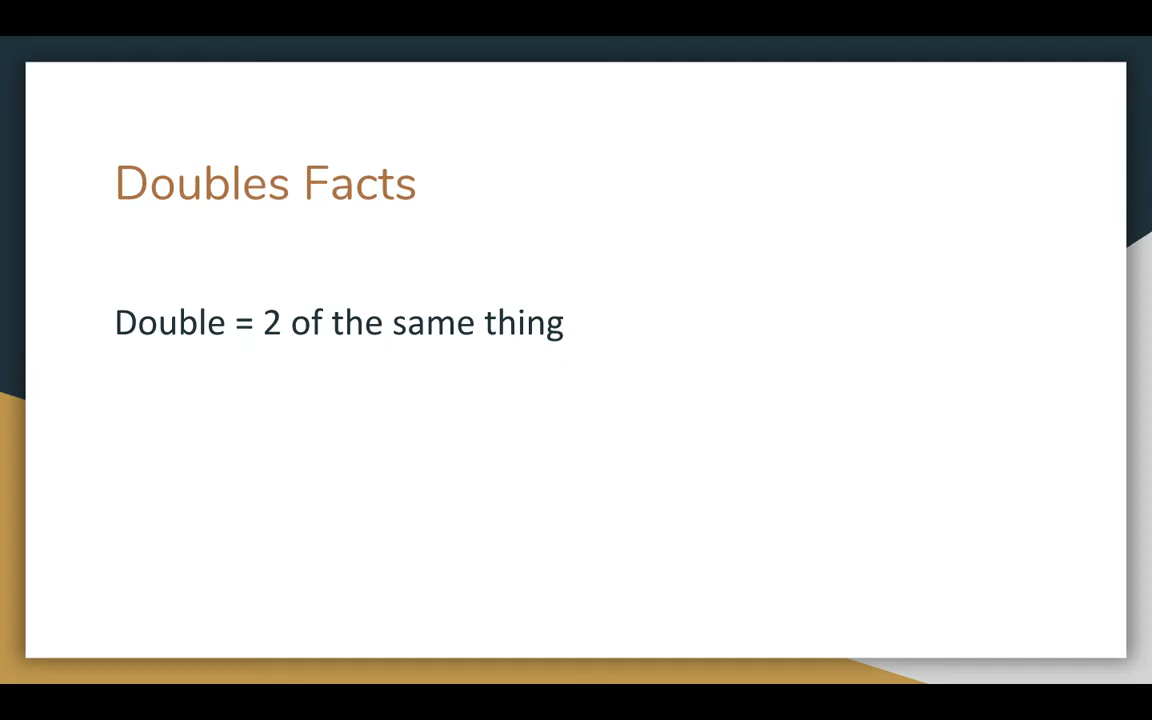 Doubles Facts
Double = 2 of the same thing